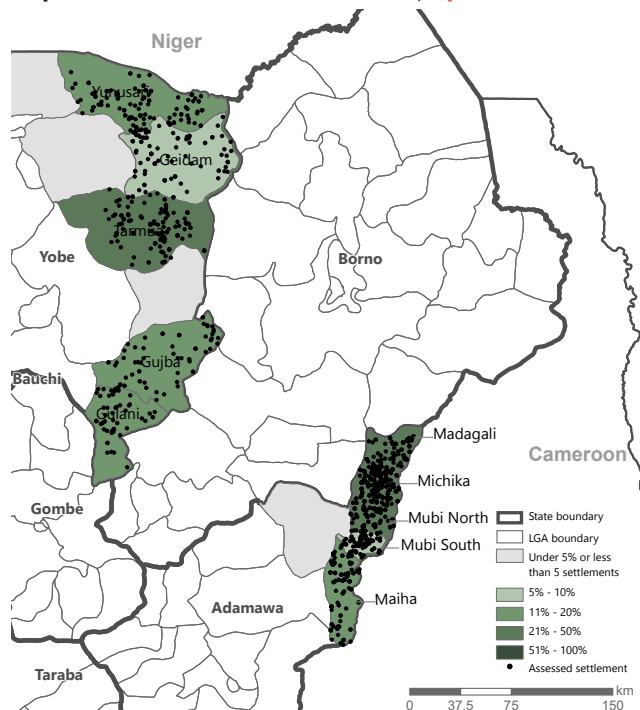 Niger
Yunusari
Geidam
Tarmua
Yobe
Borno
Gujba
Bauchi
Gulani
Madagali
Cameroon
Michika
Gombe
Mubi North
Mubi South
Maiha
Adamawa
Taraba
State boundary
LGA boundary
Under 5% or less
than 5 settlements
5% - 10%
11% - 20%
21% - 50%
51% - 100%
Assessed settlement
km
0 37.5 75 150